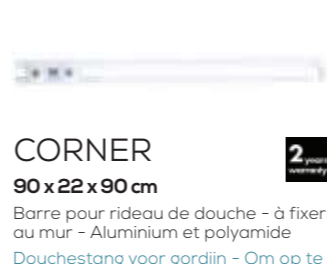 CORNER
2 years
warranty
90 x 22 x 90 cm
Barre pour rideau de douche - à fixer
au mur - Aluminium et polyamide
Douchestang voor gordijn - Om op te